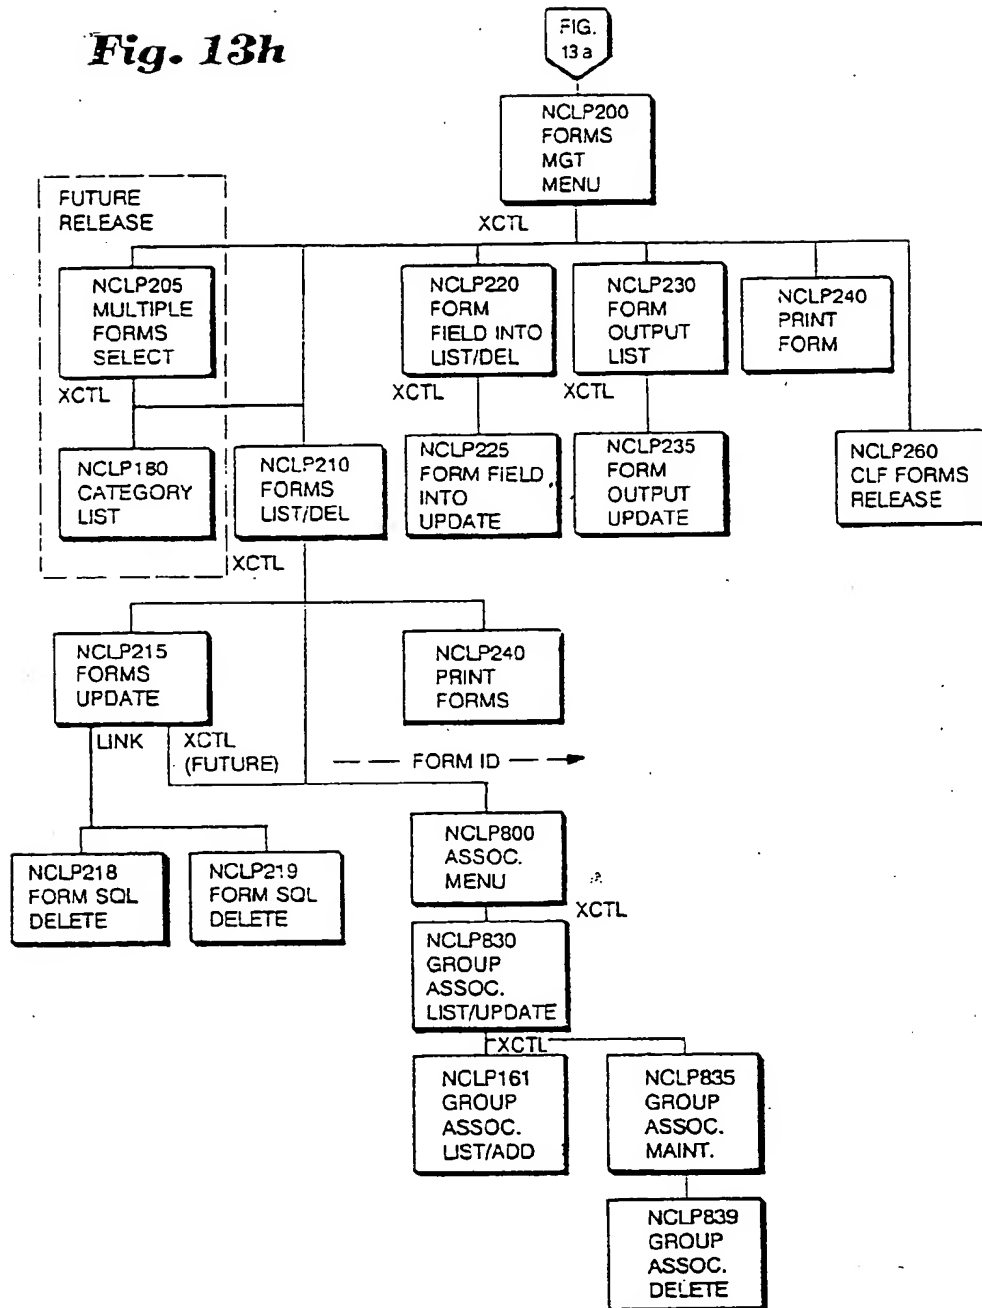 Fig. 13h
FIG.
13a
NCLP200
FORMS
MGT
MENU
FUTURE
RELEASE
XCTL
NCLP205
MULTIPLE
FORMS
SELECT
NCLP220
FORM
FIELD INTO
LIST/DEL
NCLP230
FORM
OUTPUT
LIST
NCLP240
PRINT
FORM
XCTL
XCTL
XCTL
NCLP180
CATEGORY
LIST
NCLP210
FORMS
LIST/DEL
NCLP225
FORM FIELD
INTO
UPDATE
NCLP235
FORM
OUTPUT
UPDATE
NCLP260
CLF FORMS
RELEASE
XCTL
NCLP215
FORMS
UPDATE
NCLP240
PRINT
FORMS
LINK
XCTL
(FUTURE)
FORM ID
NCLP800
ASSOC.
MENU
NCLP218
FORM SQL
DELETE
NCLP219
FORM SQL
DELETE
XCTL
NCLP830
GROUP
ASSOC.
LIST/UPDATE
XCTL
NCLP161
GROUP
ASSOC.
LIST/ADD
NCLP835
GROUP
ASSOC.
MAINT.
NCLP839
GROUP
ASSOC.
DELETE